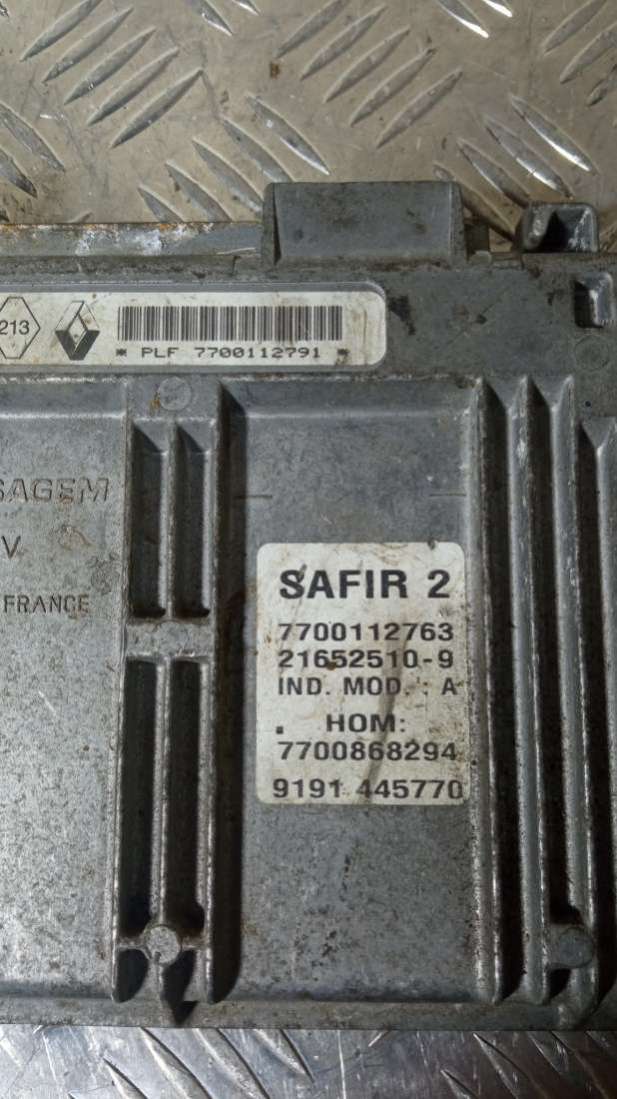 213
* PLF 7700112791 *
SAGEM
V
FRANCE
SAFIR 2
7700112763
21652510-9
IND. MOD. : A
. HOM:
7700868294
9191 445770